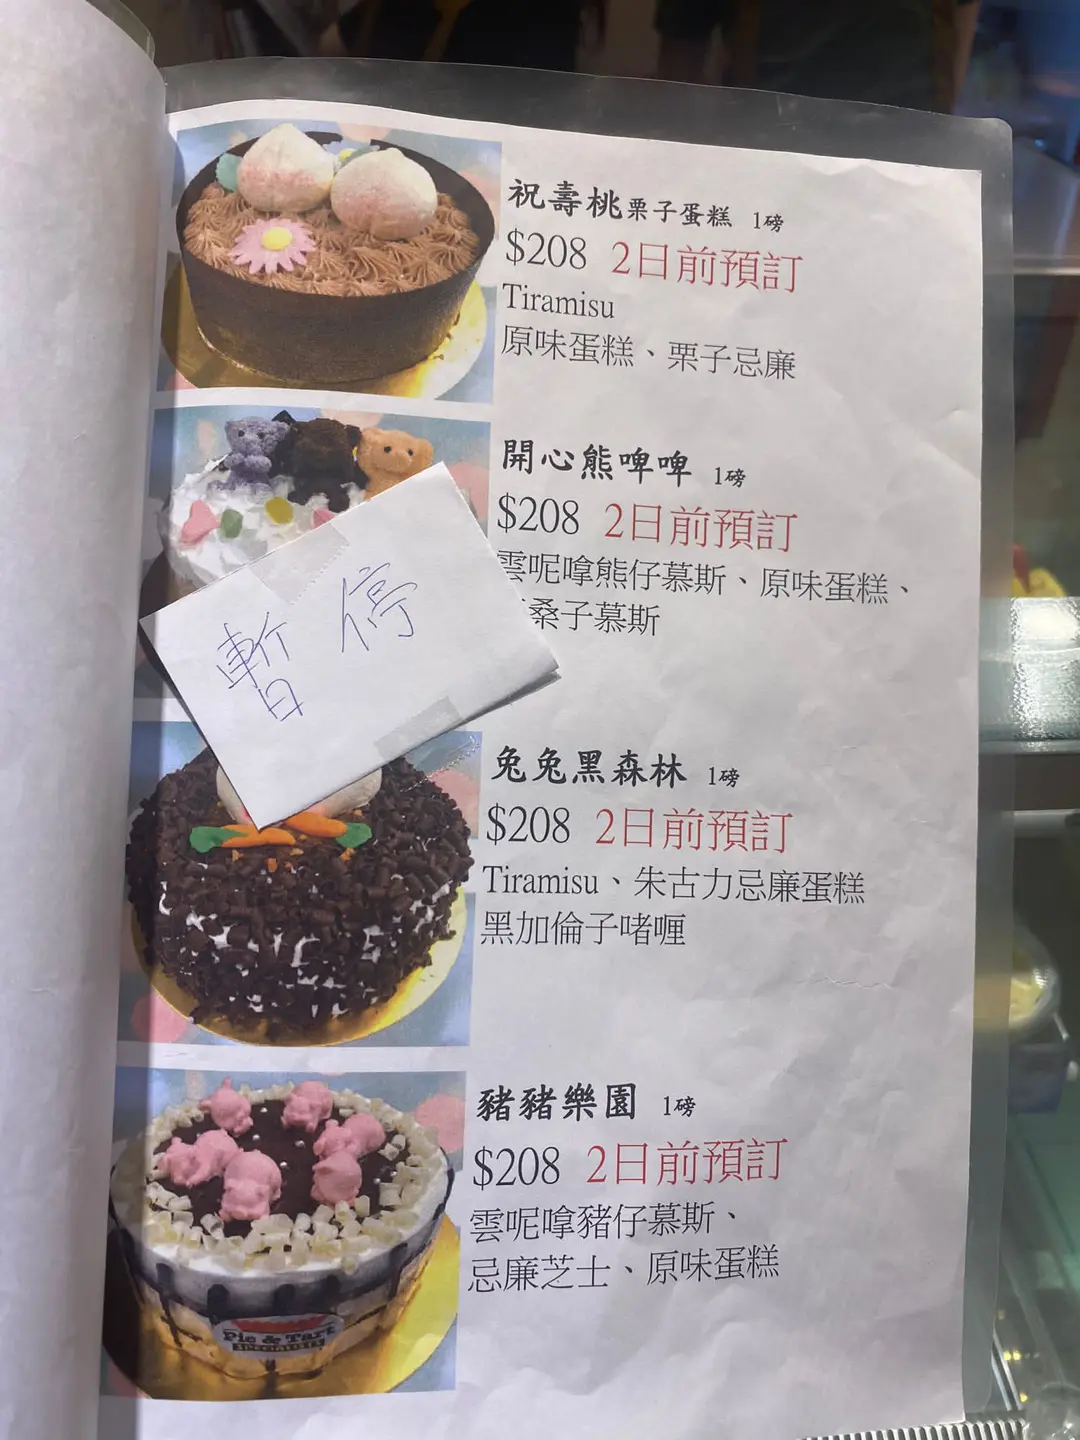 祝壽桃栗子蛋糕 1磅
$208 2日前預訂
Tiramisu
原味蛋糕、栗子忌廉
開心熊啤啤 1磅
$208 2日前預訂
雲呢嗱熊仔慕斯、原味蛋糕、
桑子慕斯
暫停
兔兔黑森林 1磅
$208 2日前預訂
Tiramisu、朱古力忌廉蛋糕
黑加倫子啫喱
豬豬樂園 1磅
$208 2日前預訂
雲呢嗱豬仔慕斯、
忌廉芝士、原味蛋糕
Pie & Tart
SPECIALISTS